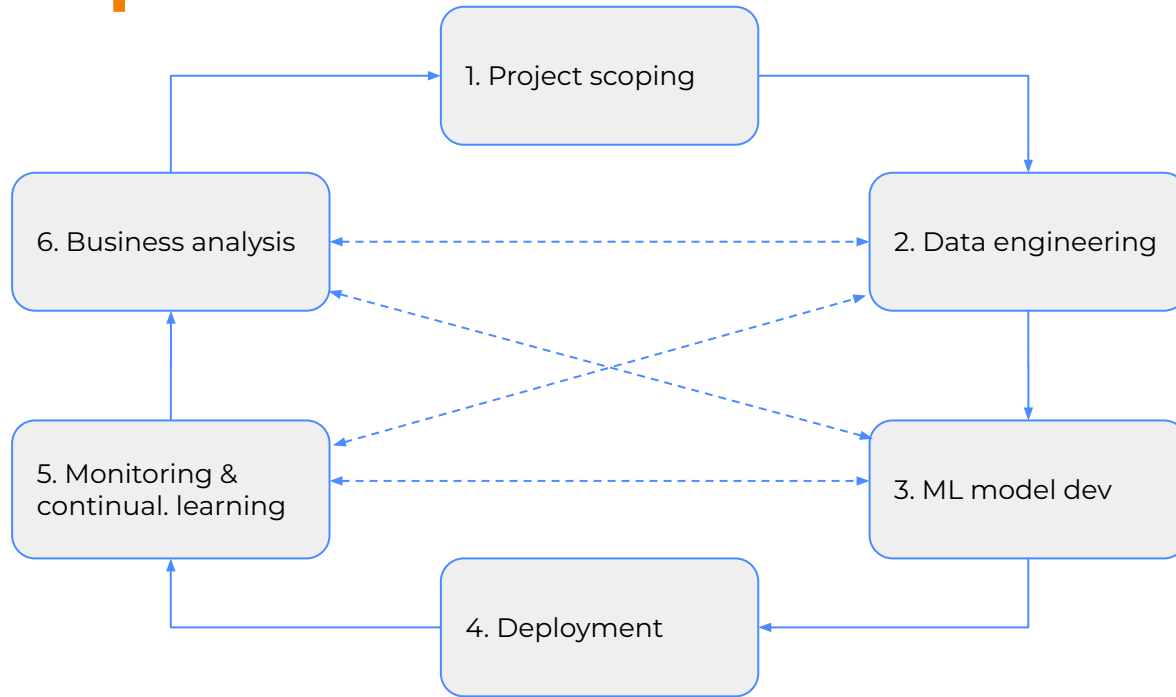 1. Project scoping
6. Business analysis
2. Data engineering
5. Monitoring &
continual. learning
3. ML model dev
4. Deployment